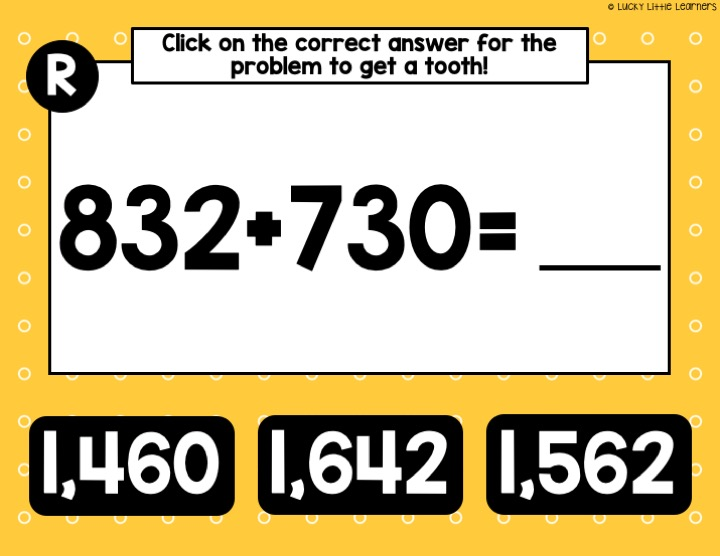 © Lucky Little Learners
Click on the correct answer for the
problem to get a tooth!
R
832+730= ___
1,460
1,642
1,562